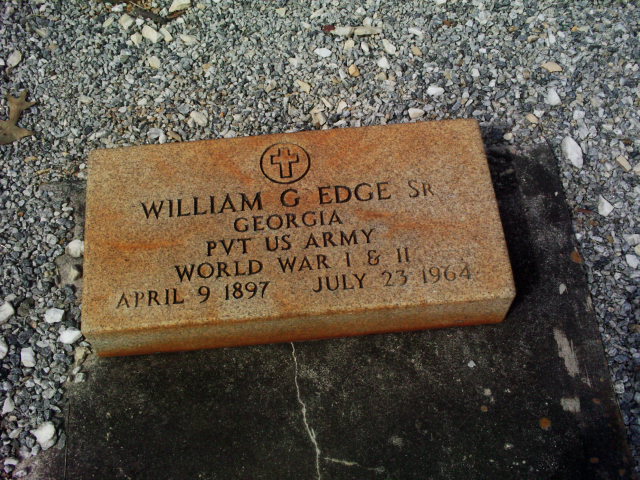 WILLIAM G EDGE SR
GEORGIA
PVT US ARMY
WORLD WAR I & II
APRIL 9 1897 JULY 23 1964